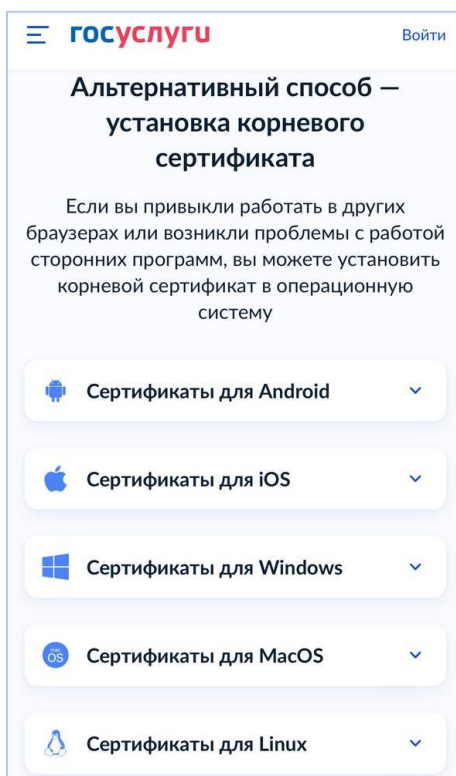 госуслуги
Войти
Альтернативный способ —
установка корневого
сертификата
Если вы привыкли работать в других
браузерах или возникли проблемы с работой
сторонних программ, вы можете установить
корневой сертификат в операционную
систему
Сертификаты для Android
Сертификаты для iOS
Сертификаты для Windows
mac
OS
Сертификаты для MacOS
Сертификаты для Linux